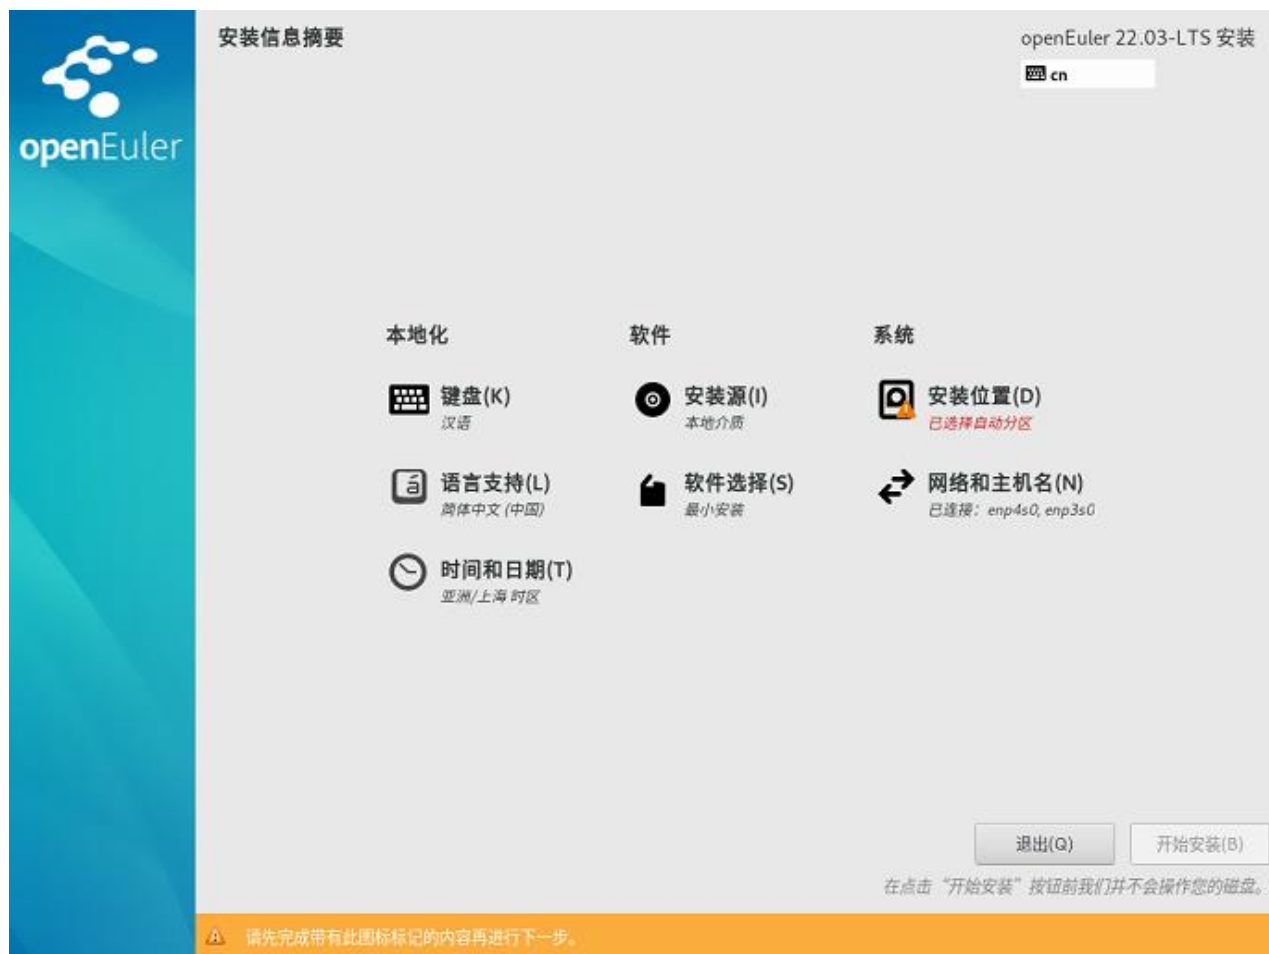 openEuler
安装信息摘要
openEuler 22.03-LTS 安装
cn
本地化
键盘(K)
汉语
语言支持(L)
简体中文 (中国)
时间和日期(T)
亚洲/上海 时区
软件
安装源(I)
本地介质
软件选择(S)
最小安装
系统
安装位置(D)
已选择自动分区
网络和主机名(N)
已连接：enp4s0, enp3s0
退出(Q)
开始安装(B)
在点击“开始安装”按钮前我们并不会操作您的磁盘。
请先完成带有此图标标记的内容再进行下一步。